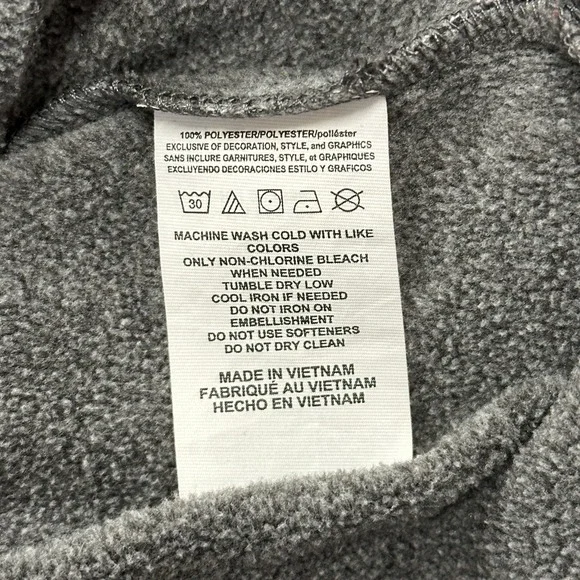 100% POLYESTER/POLYESTER/poliéster
EXCLUSIVE OF DECORATION, STYLE, and GRAPHICS
SANS INCLURE GARNITURES, STYLE, et GRAPHIQUES
EXCLUYENDO DECORACIONES ESTILO Y GRAFICOS
30
MACHINE WASH COLD WITH LIKE
COLORS
ONLY NON-CHLORINE BLEACH
WHEN NEEDED
TUMBLE DRY LOW
COOL IRON IF NEEDED
DO NOT IRON ON
EMBELLISHMENT
DO NOT USE SOFTENERS
DO NOT DRY CLEAN
MADE IN VIETNAM
FABRIQUÉ AU VIETNAM
HECHO EN VIETNAM